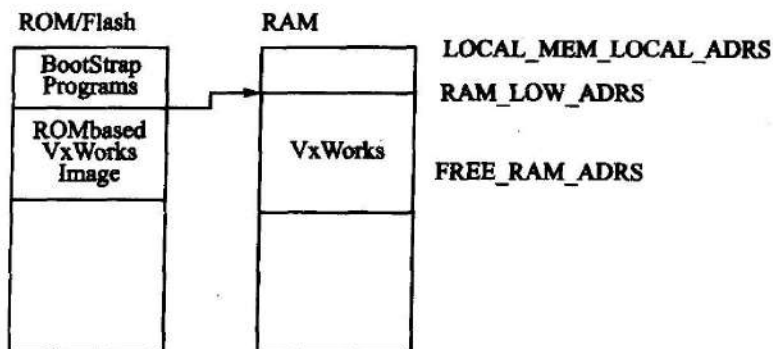 ROM/Flash
RAM
BootStrap
Programs
ROMbased
VxWorks
Image
VxWorks
LOCAL_MEM_LOCAL_ADRS
RAM_LOW_ADRS
FREE_RAM_ADRS